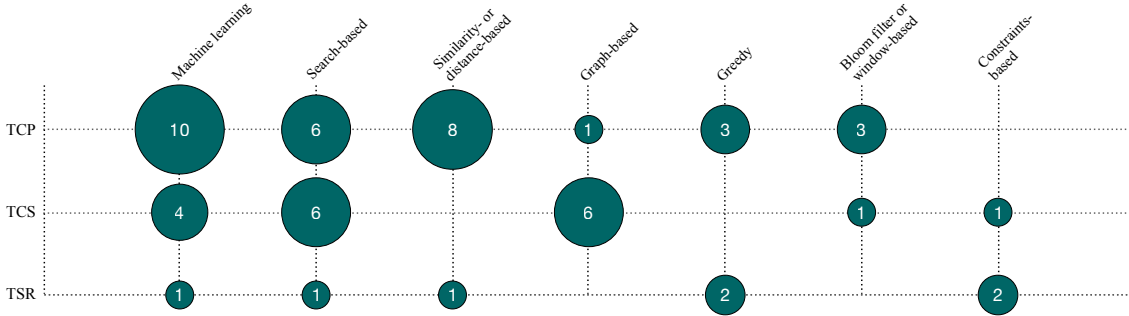 Machine learning
Search-based
Similarity- or
distance-based
Graph-based
Greedy
Bloom filter or
window-based
Constraints-
based
TCP 10 6 8 1 3 3
TCS 4 6 6 1 1
TSR 1 1 1 2 2